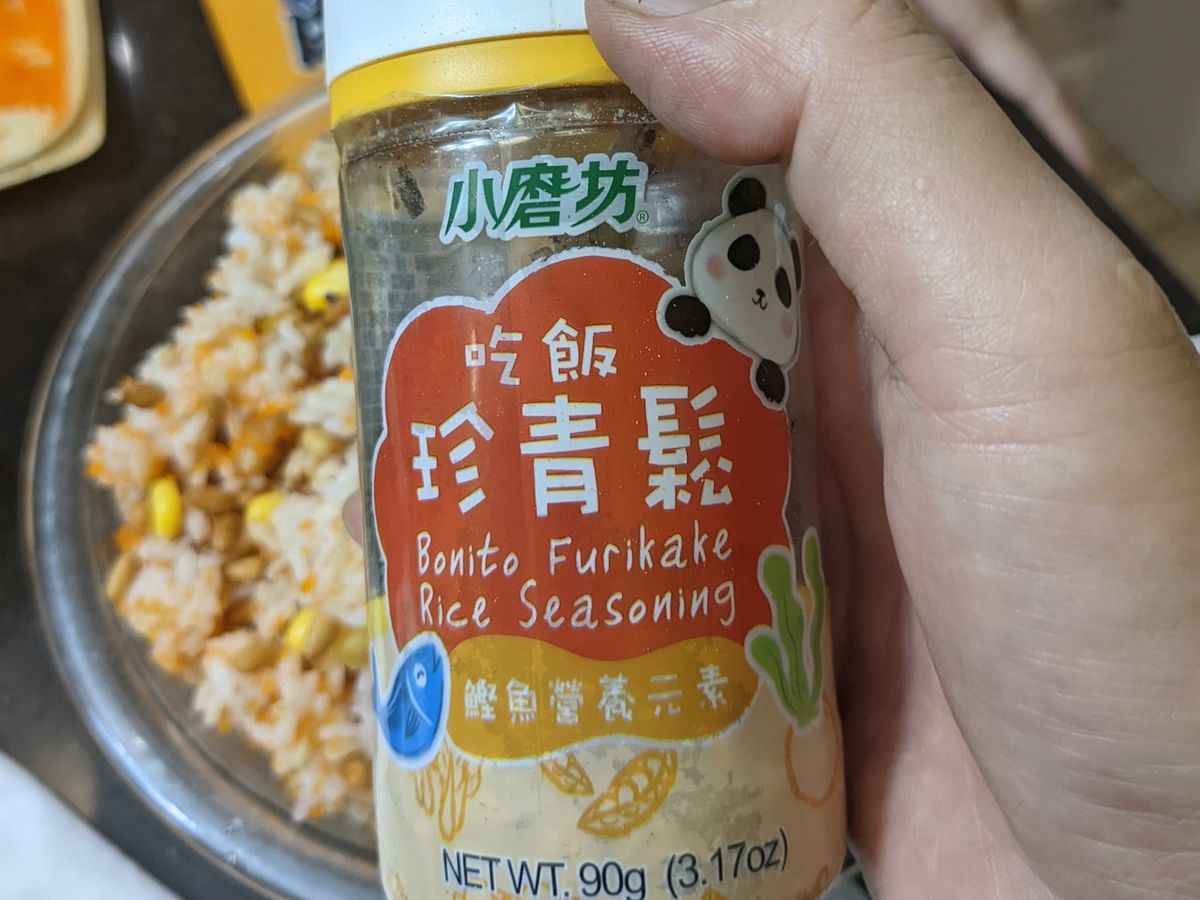 小磨坊®
吃飯
珍青鬆
Bonito Furikake
Rice Seasoning
鰹魚營養元素
NET WT. 90g (3.17oz)